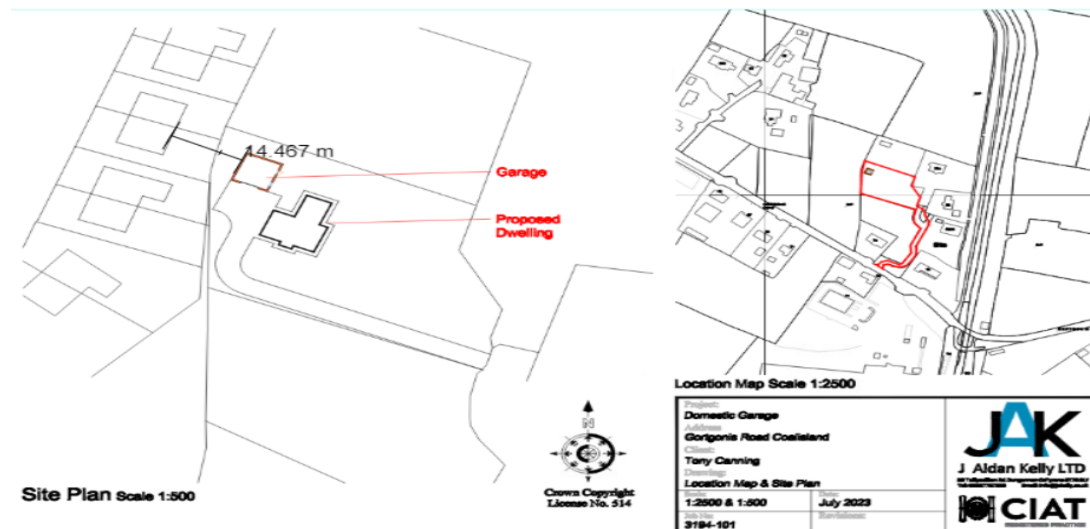 14.467 m
Garage
Proposed
Dwelling
N
Crown Copyright
License No. 514
Site Plan Scale 1:500
Location Map Scale 1:2500
Project:
Domestic Garage
Address
Gortgonis Road Coalisland
Client:
Tony Canning
Drawing:
Location Map & Site Plan
Scale:
1:2500 & 1:500
Date:
July 2023
Job No:
3194-101
Revisions:
JAK
J Aidan Kelly LTD
CIAT